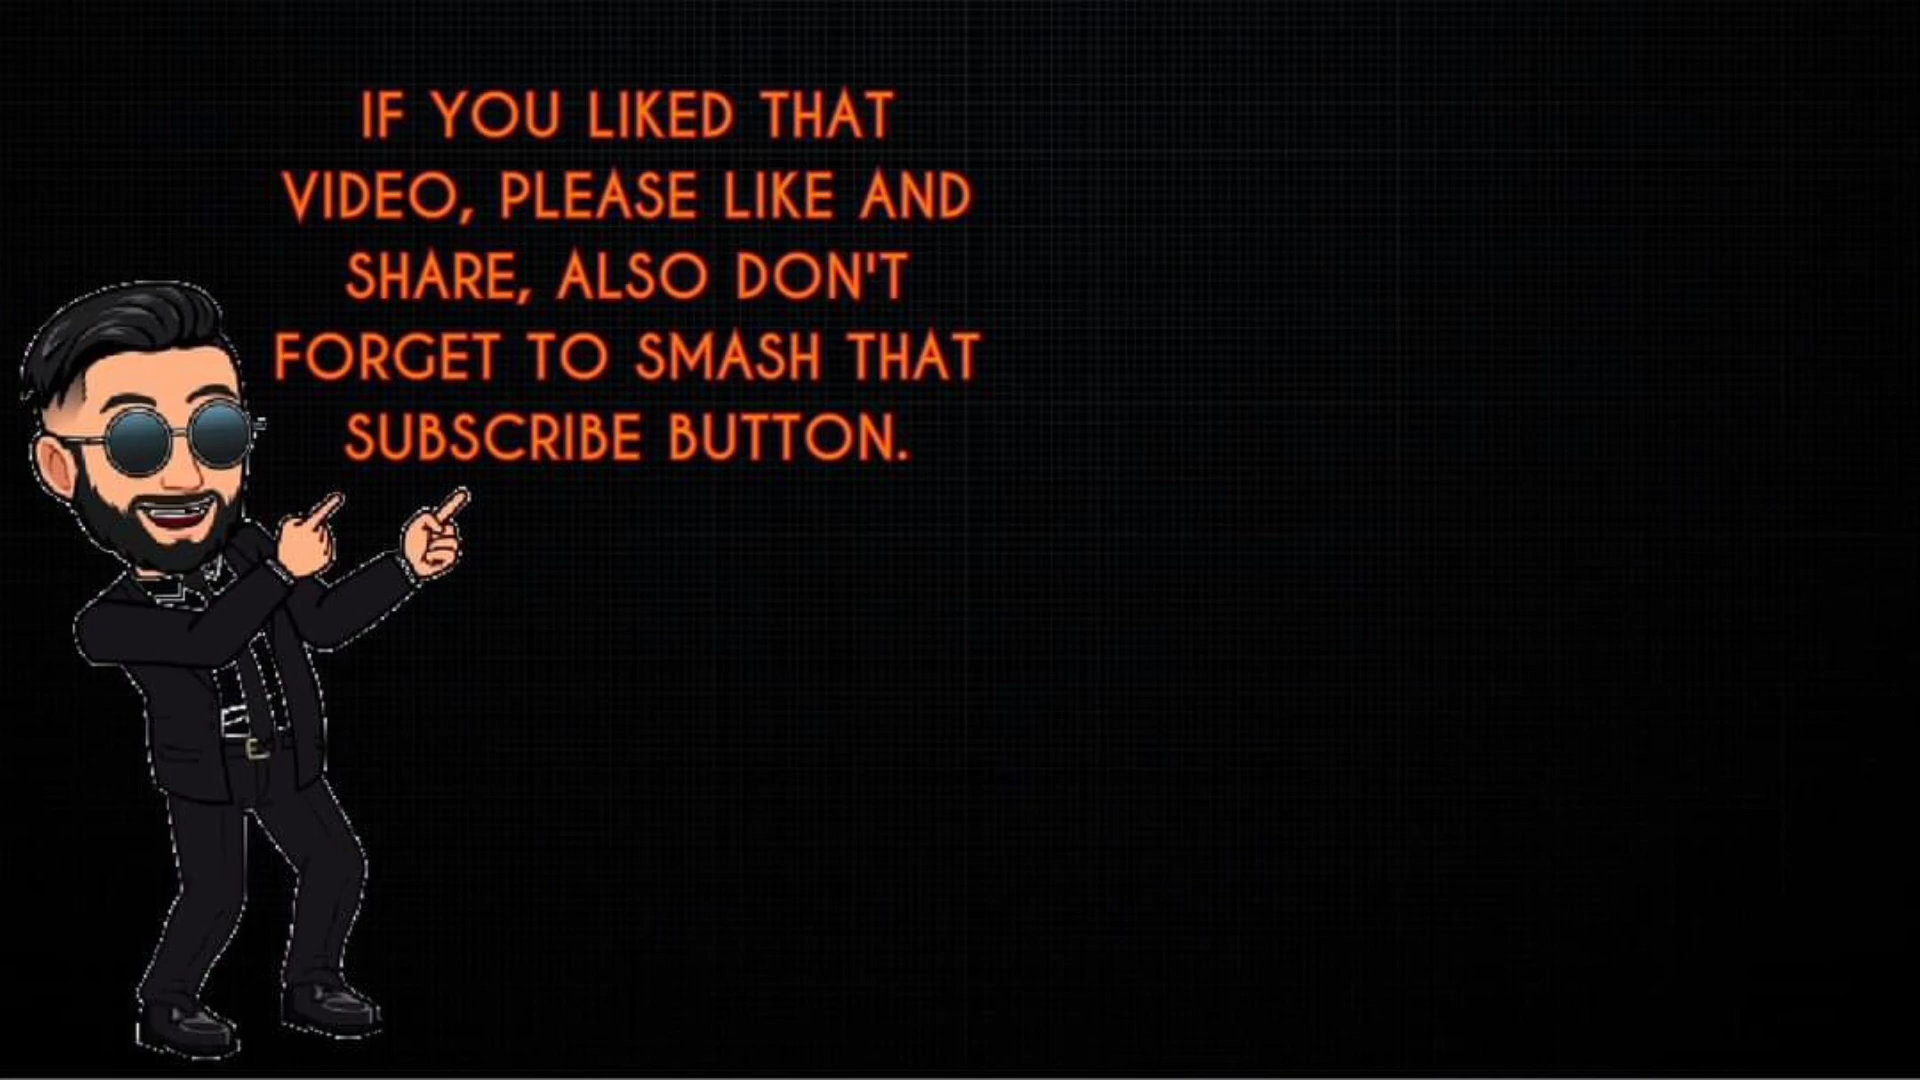 IF YOU LIKED THAT
VIDEO, PLEASE LIKE AND
SHARE, ALSO DON'T
FORGET TO SMASH THAT
SUBSCRIBE BUTTON.